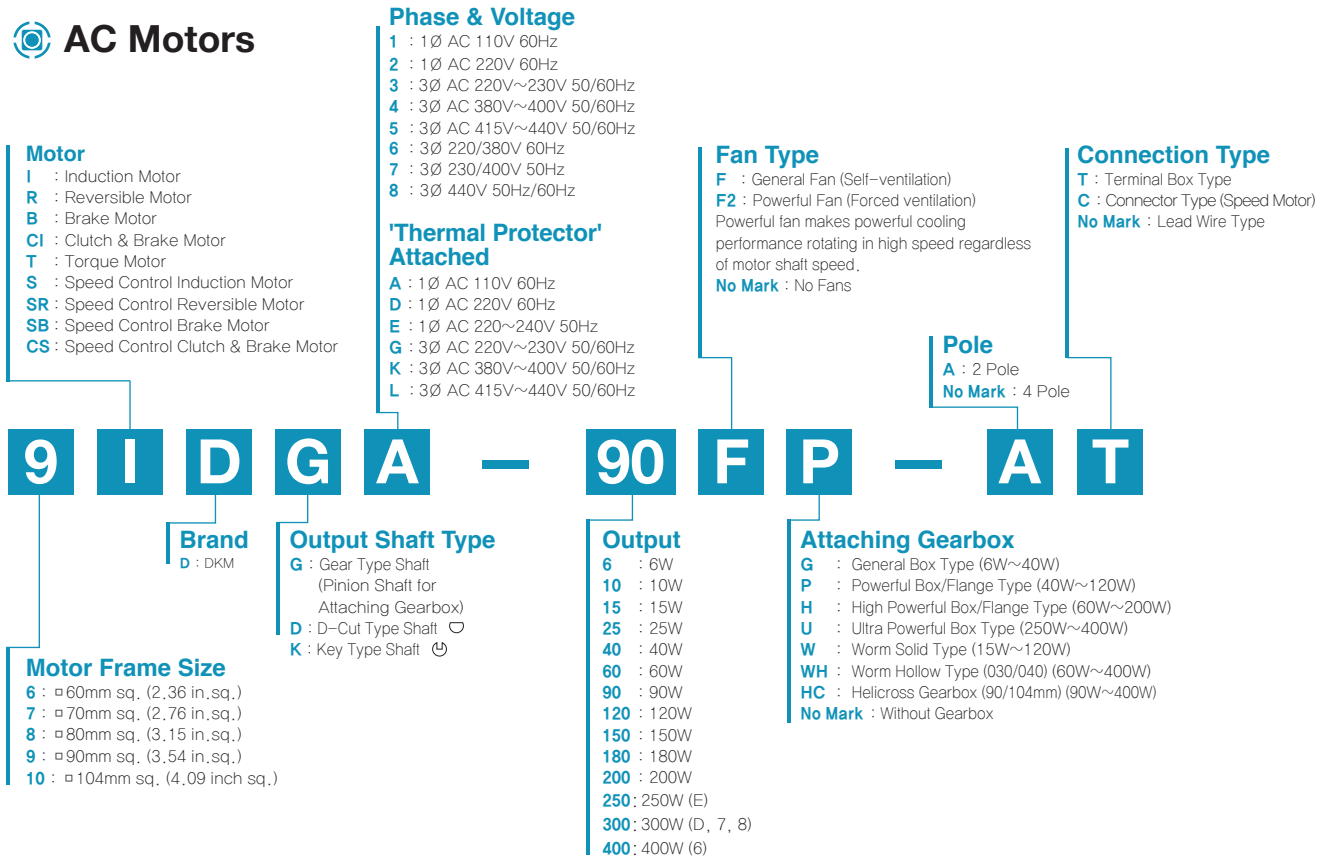 AC Motors
Phase & Voltage
1 : 1Ø AC 110V 60Hz
2 : 1Ø AC 220V 60Hz
3 : 3Ø AC 220V~230V 50/60Hz
4 : 3Ø AC 380V~400V 50/60Hz
5 : 3Ø AC 415V~440V 50/60Hz
6 : 3Ø 220/380V 60Hz
7 : 3Ø 230/400V 50Hz
8 : 3Ø 440V 50Hz/60Hz
'Thermal Protector'
Attached
A : 1Ø AC 110V 60Hz
D : 1Ø AC 220V 60Hz
E : 1Ø AC 220~240V 50Hz
G : 3Ø AC 220V~230V 50/60Hz
K : 3Ø AC 380V~400V 50/60Hz
L : 3Ø AC 415V~440V 50/60Hz
Motor
I : Induction Motor
R : Reversible Motor
B : Brake Motor
CI : Clutch & Brake Motor
T : Torque Motor
S : Speed Control Induction Motor
SR : Speed Control Reversible Motor
SB : Speed Control Brake Motor
CS : Speed Control Clutch & Brake Motor
Fan Type
F : General Fan (Self-ventilation)
F2 : Powerful Fan (Forced ventilation)
Powerful fan makes powerful cooling
performance rotating in high speed regardless
of motor shaft speed.
No Mark : No Fans
Connection Type
T : Terminal Box Type
C : Connector Type (Speed Motor)
No Mark : Lead Wire Type
Pole
A : 2 Pole
No Mark : 4 Pole
9 I D G A – 90 F P – A T
Brand
D : DKM
Output Shaft Type
G : Gear Type Shaft
(Pinion Shaft for
Attaching Gearbox)
D : D-Cut Type Shaft
K : Key Type Shaft
Motor Frame Size
6 : □60mm sq. (2.36 in.sq.)
7 : □70mm sq. (2.76 in.sq.)
8 : □80mm sq. (3.15 in.sq.)
9 : □90mm sq. (3.54 in.sq.)
10 : □104mm sq. (4.09 inch sq.)
Output
6 : 6W
10 : 10W
15 : 15W
25 : 25W
40 : 40W
60 : 60W
90 : 90W
120 : 120W
150 : 150W
180 : 180W
200 : 200W
250 : 250W (E)
300 : 300W (D, 7, 8)
400 : 400W (6)
Attaching Gearbox
G : General Box Type (6W~40W)
P : Powerful Box/Flange Type (40W~120W)
H : High Powerful Box/Flange Type (60W~200W)
U : Ultra Powerful Box Type (250W~400W)
W : Worm Solid Type (15W~120W)
WH : Worm Hollow Type (030/040) (60W~400W)
HC : Helicross Gearbox (90/104mm) (90W~400W)
No Mark : Without Gearbox